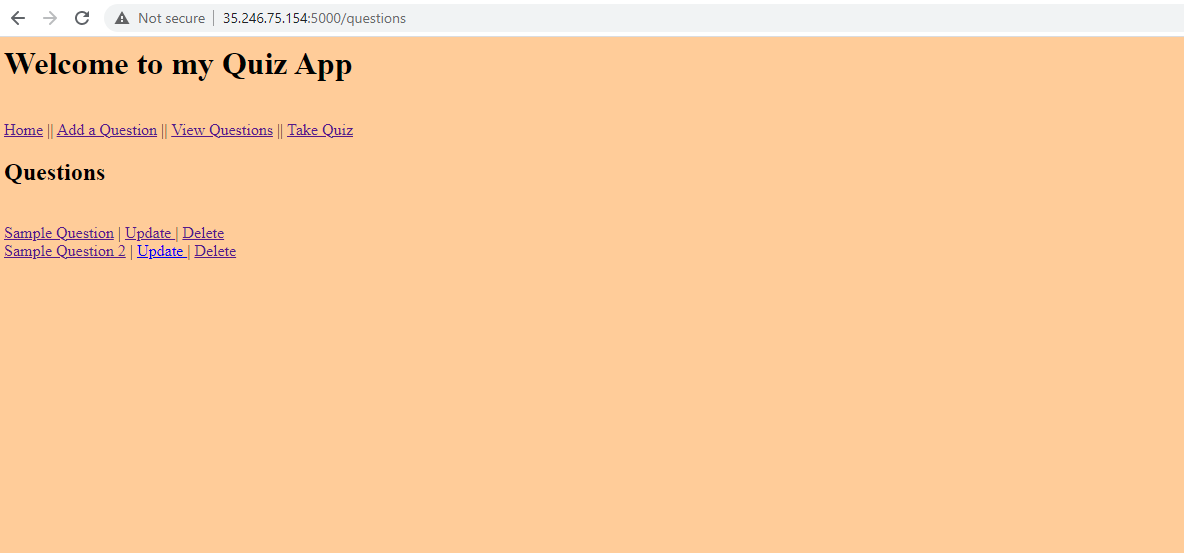 Not secure | 35.246.75.154:5000/questions
Welcome to my Quiz App
Home || Add a Question || View Questions || Take Quiz
Questions
Sample Question | Update | Delete
Sample Question 2 | Update | Delete